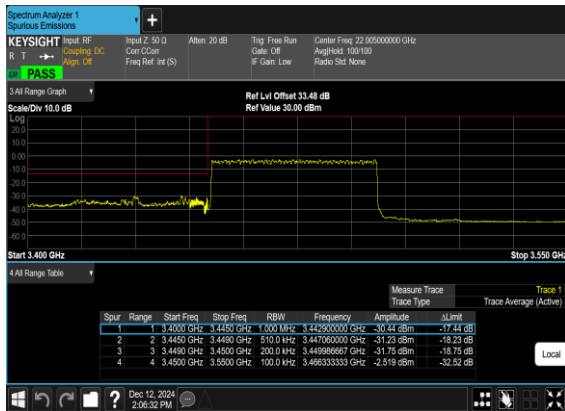 Spectrum Analyzer 1
Spurious Emissions
+
KEYSIGHT Input: RF Input Z: 50 Ω Atten: 20 dB Trig: Free Run Center Freq: 22.005000000 GHz
R T Coupling: DC Corr CCorr Gate: Off Avg|Hold: 100/100
Align: Off Freq Ref: Int (S) IF Gain: Low Radio Std: None
PASS
3 All Range Graph
Ref Lvl Offset 33.48 dB
Scale/Div 10.0 dB Ref Value 30.00 dBm
Log
20.0
10.0
0.00
-10.0
-20.0
-30.0
-40.0
-50.0
-60.0
Start 3.400 GHz Stop 3.550 GHz
4 All Range Table
Measure Trace Trace 1
Trace Type Trace Average (Active)
Spur Range Start Freq Stop Freq RBW Frequency Amplitude ΔLimit
1 1 3.4000 GHz 3.4450 GHz 1.000 MHz 3.442900000 GHz -30.44 dBm -17.44 dB
2 2 3.4450 GHz 3.4490 GHz 510.0 kHz 3.447060000 GHz -31.23 dBm -18.23 dB
3 3 3.4490 GHz 3.4500 GHz 200.0 kHz 3.449986667 GHz -31.75 dBm -18.75 dB
4 4 3.4500 GHz 3.5500 GHz 100.0 kHz 3.466333333 GHz -2.519 dBm -32.52 dB
Local
?
Dec 12, 2024
2:06:32 PM